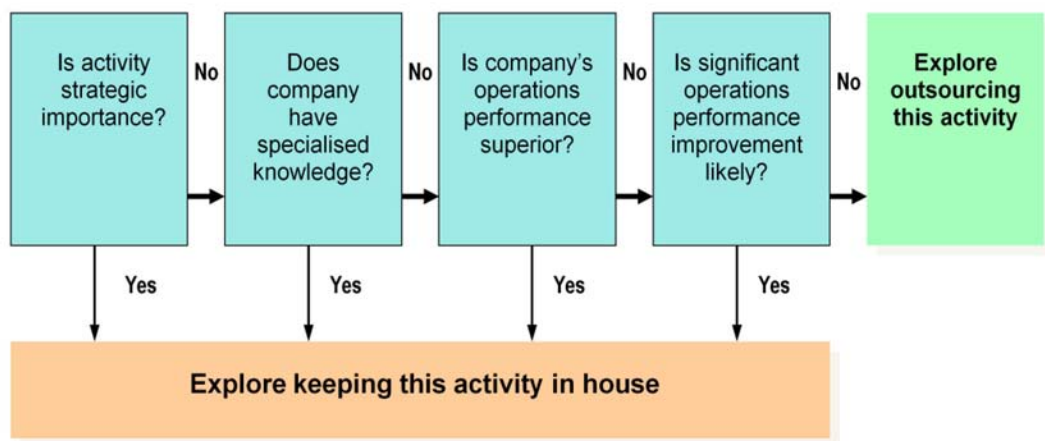 Is activity
strategic
importance?
No
Does
company
have
specialised
knowledge?
No
Is company's
operations
performance
superior?
No
Is significant
operations
performance
improvement
likely?
No
Explore
outsourcing
this activity
Yes
Yes
Yes
Yes
Explore keeping this activity in house